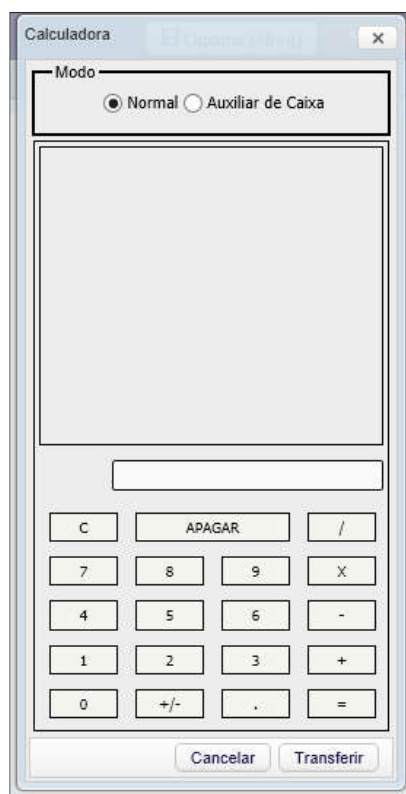 Calculadora
Modo
Normal Auxiliar de Caixa
C APAGAR /
7 8 9 X
4 5 6 -
1 2 3 +
0 +/- . =
Cancelar Transferir